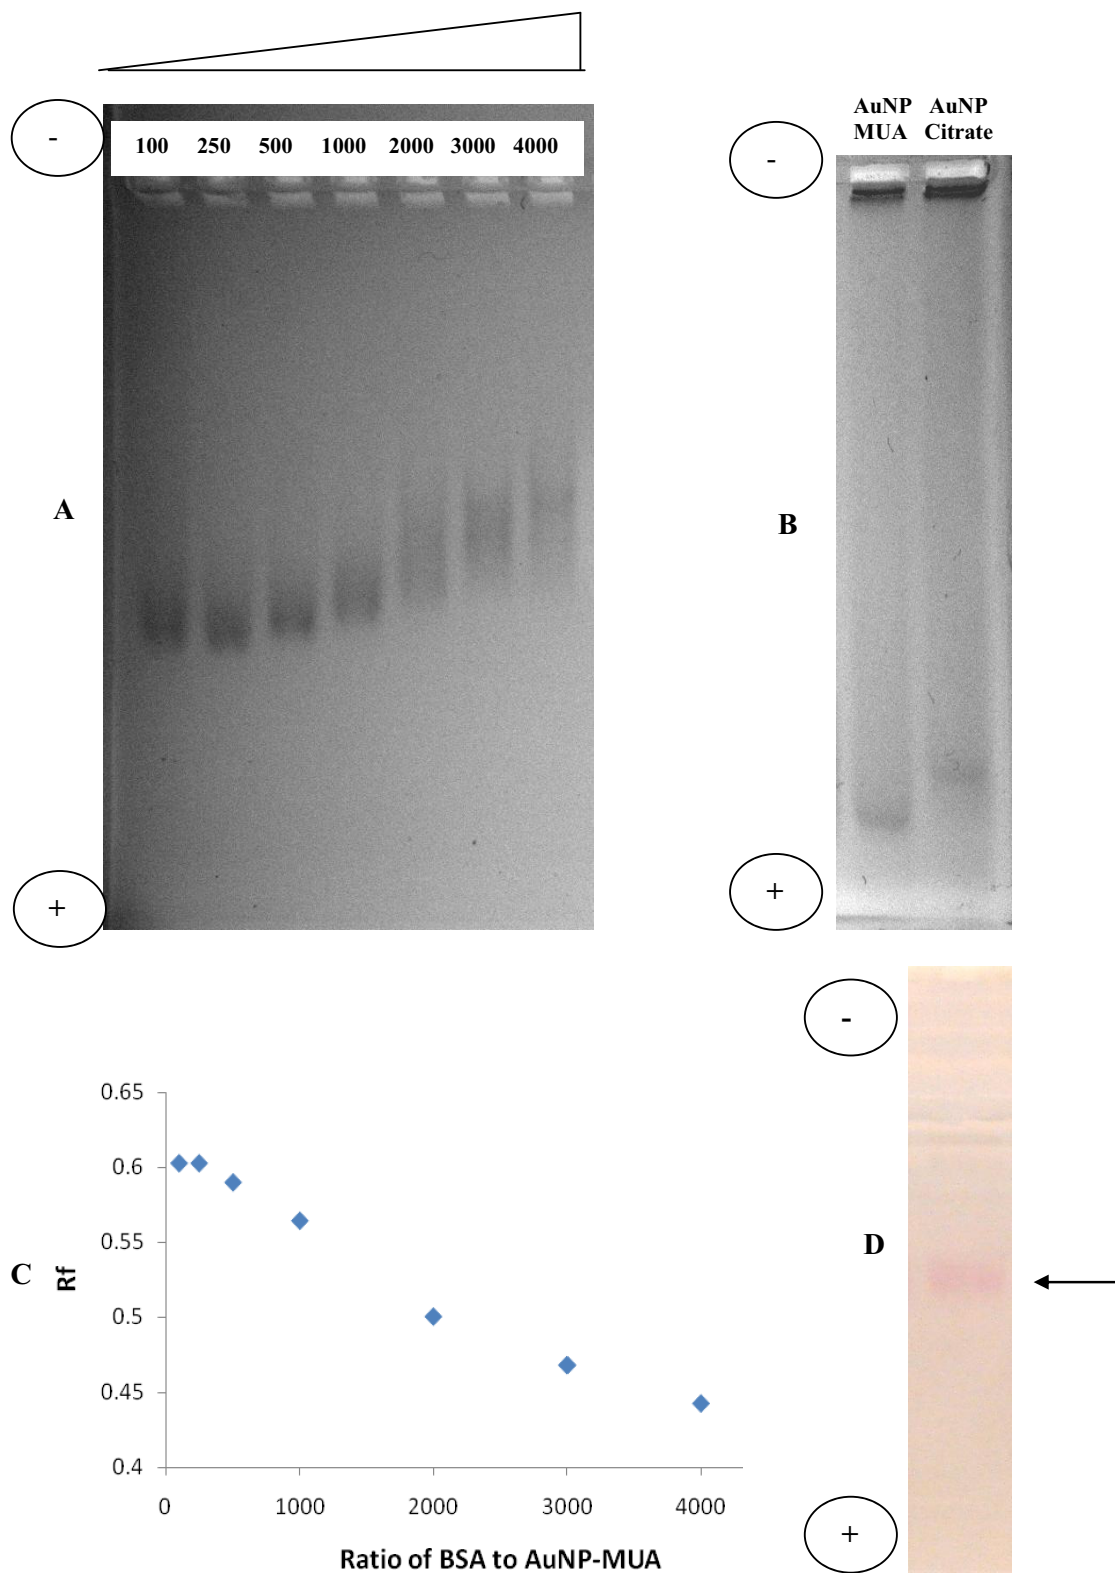 AuNP AuNP
MUA Citrate
-
100 250 500 1000 2000 3000 4000
-
A
B
+
+
-
0.65
0.6
0.55
0.5
0.45
0.4
C
Rf
D
0 1000 2000 3000 4000
Ratio of BSA to AuNP-MUA
+